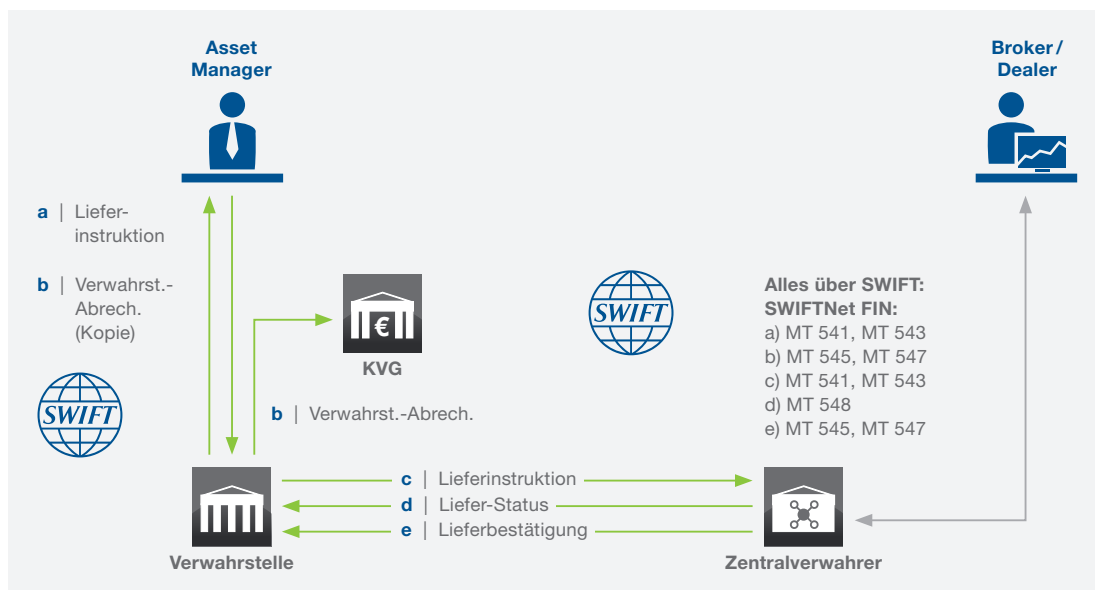 Asset
Manager
Broker /
Dealer
a | Liefer-
instruktion
b | Verwahrst.-
Abrech.
(Kopie)
SWIFT
KVG
b | Verwahrst.-Abrech.
SWIFT
Alles über SWIFT:
SWIFTNet FIN:
a) MT 541, MT 543
b) MT 545, MT 547
c) MT 541, MT 543
d) MT 548
e) MT 545, MT 547
c | Lieferinstruktion
d | Liefer-Status
e | Lieferbestätigung
Verwahrstelle
Zentralverwahrer